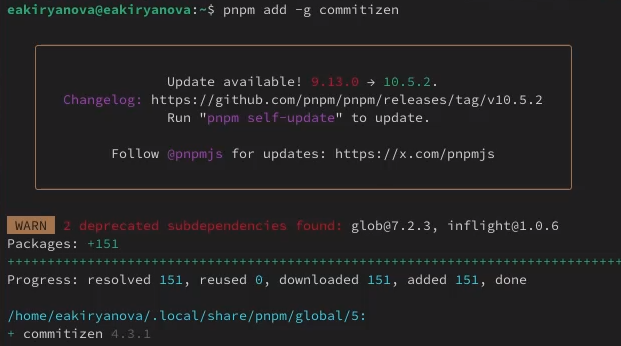 eakiryanova@eakiryanova:~$ pnpm add -g commitizen
Update available! 9.13.0 → 10.5.2.
Changelog: https://github.com/pnpm/pnpm/releases/tag/v10.5.2
Run "pnpm self-update" to update.
Follow @pnpmjs for updates: https://x.com/pnpmjs
WARN 2 deprecated subdependencies found: glob@7.2.3, inflight@1.0.6
Packages: +151
++++++++++++++++++++++++++++++++++++++++++++++++++++++++++++++++++++++++++++
Progress: resolved 151, reused 0, downloaded 151, added 151, done
/home/eakiryanova/.local/share/pnpm/global/5:
+ commitizen 4.3.1